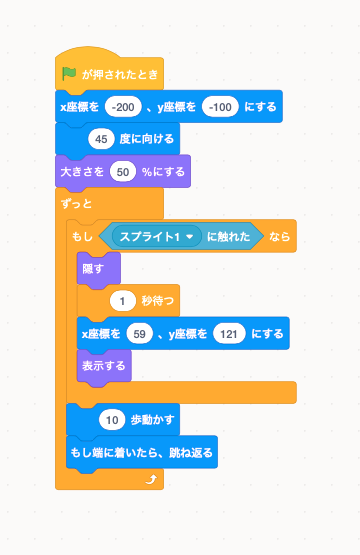 が押されたとき
x座標を -200 、y座標を -100 にする
45 度に向ける
大きさを 50 %にする
ずっと
もし スプライト1 に触れた なら
隠す
1 秒待つ
x座標を 59 、y座標を 121 にする
表示する
10 歩動かす
もし端に着いたら、跳ね返る